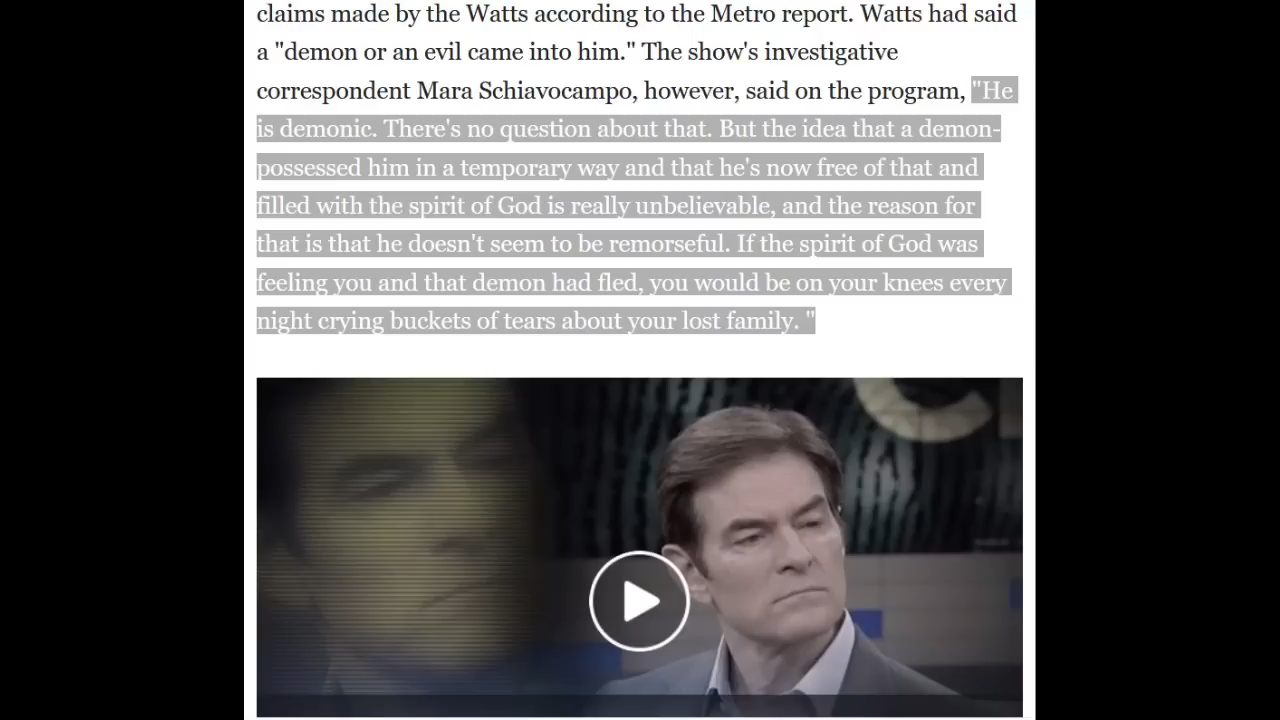 claims made by the Watts according to the Metro report. Watts had said
a "demon or an evil came into him." The show's investigative
correspondent Mara Schiavocampo, however, said on the program, "He
is demonic. There's no question about that. But the idea that a demon-
possessed him in a temporary way and that he's now free of that and
filled with the spirit of God is really unbelievable, and the reason for
that is that he doesn't seem to be remorseful. If the spirit of God was
feeling you and that demon had fled, you would be on your knees every
night crying buckets of tears about your lost family. "